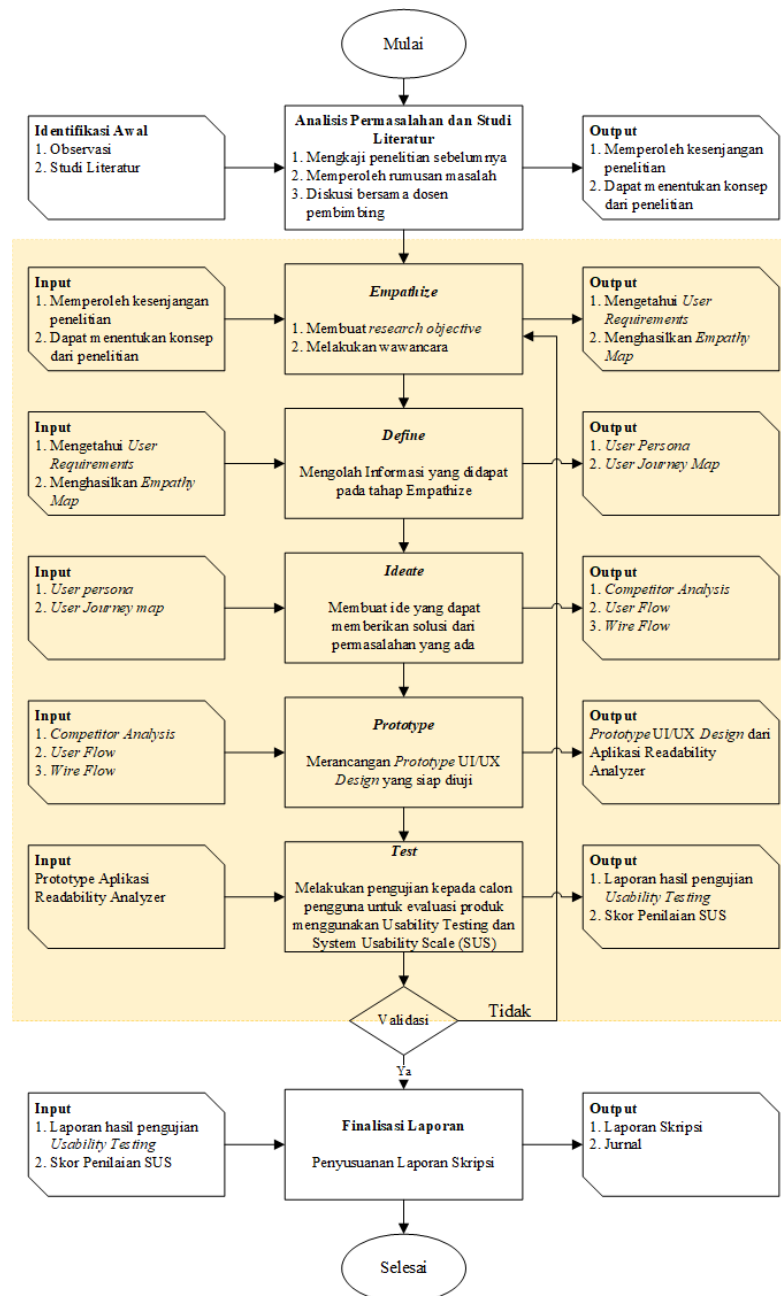 Mulai
Identifikasi Awal
1. Observasi
2. Studi Literatur
Analisis Permasalahan dan Studi
Literatur
1. Mengkaji penelitian sebelumnya
2. Memperoleh rumusan masalah
3. Diskusi bersama dosen
pembimbing
Output
1. Memperoleh kesenjangan
penelitian
2. Dapat menentukan konsep
dari penelitian
Input
1. Memperoleh kesenjangan
penelitian
2. Dapat menentukan konsep
dari penelitian
Empathize
1. Membuat research objective
2. Melakukan wawancara
Output
1. Mengetahui User
Requirements
2. Menghasilkan Empathy
Map
Input
1. Mengetahui User
Requirements
2. Menghasilkan Empathy
Map
Define
Mengolah Informasi yang didapat
pada tahap Empathize
Output
1. User Persona
2. User Journey Map
Input
1. User persona
2. User Journey map
Ideate
Membuat ide yang dapat
memberikan solusi dari
permasalahan yang ada
Output
1. Competitor Analysis
2. User Flow
3. Wire Flow
Input
1. Competitor Analysis
2. User Flow
3. Wire Flow
Prototype
Merancangan Prototype UI/UX
Design yang siap diuji
Output
Prototype UI/UX Design dari
Aplikasi Readability
Analyzer
Input
Prototype Aplikasi
Readability Analyzer
Test
Melakukan pengujian kepada calon
pengguna untuk evaluasi produk
menggunakan Usability Testing dan
System Usability Scale (SUS)
Output
1. Laporan hasil pengujian
Usability Testing
2. Skor Penilaian SUS
Validasi
Tidak
Ya
Input
1. Laporan hasil pengujian
Usability Testing
2. Skor Penilaian SUS
Finalisasi Laporan
Penyusuanan Laporan Skripsi
Output
1. Laporan Skripsi
2. Jurnal
Selesai